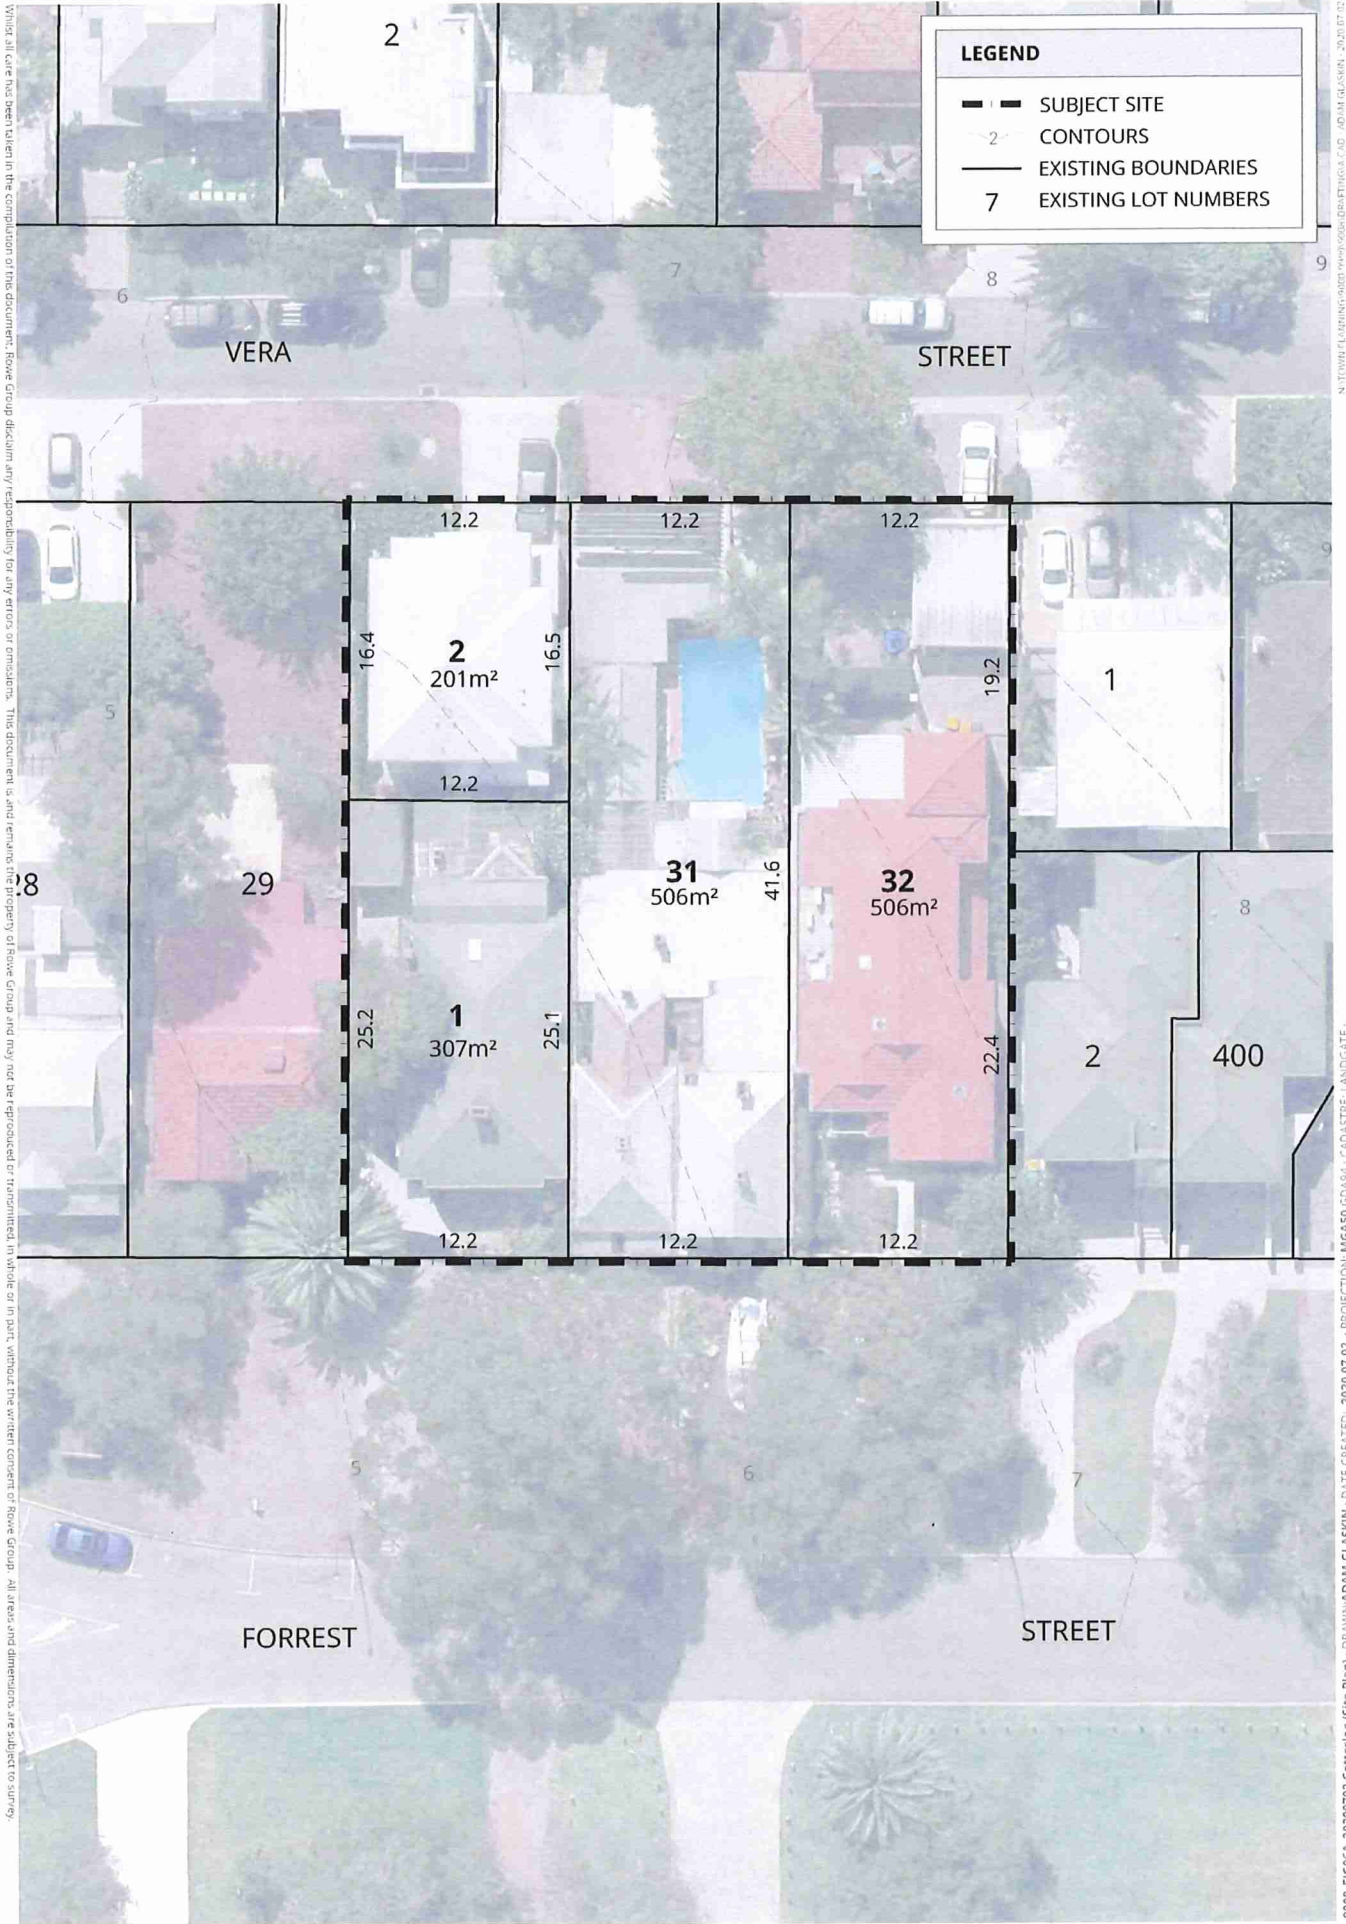 2
LEGEND
SUBJECT SITE
2 CONTOURS
EXISTING BOUNDARIES
7 EXISTING LOT NUMBERS
6
7
8
9
VERA STREET
12.2 12.2 12.2
9
16.4
2
201m²
16.5
19.2
1
5
12.2
28
29
31
506m²
41.6
32
506m²
8
25.2
1
307m²
25.1
22.4
2
400
12.2 12.2 12.2
5
6
7
FORREST STREET
Whilst all care has been taken in the compilation of this document, Rowe Group disclaim any responsibility for any errors or omissions. This document is and remains the property of Rowe Group and may not be reproduced or transmitted, in whole or in part, without the written consent of Rowe Group. All areas and dimensions are subject to survey.